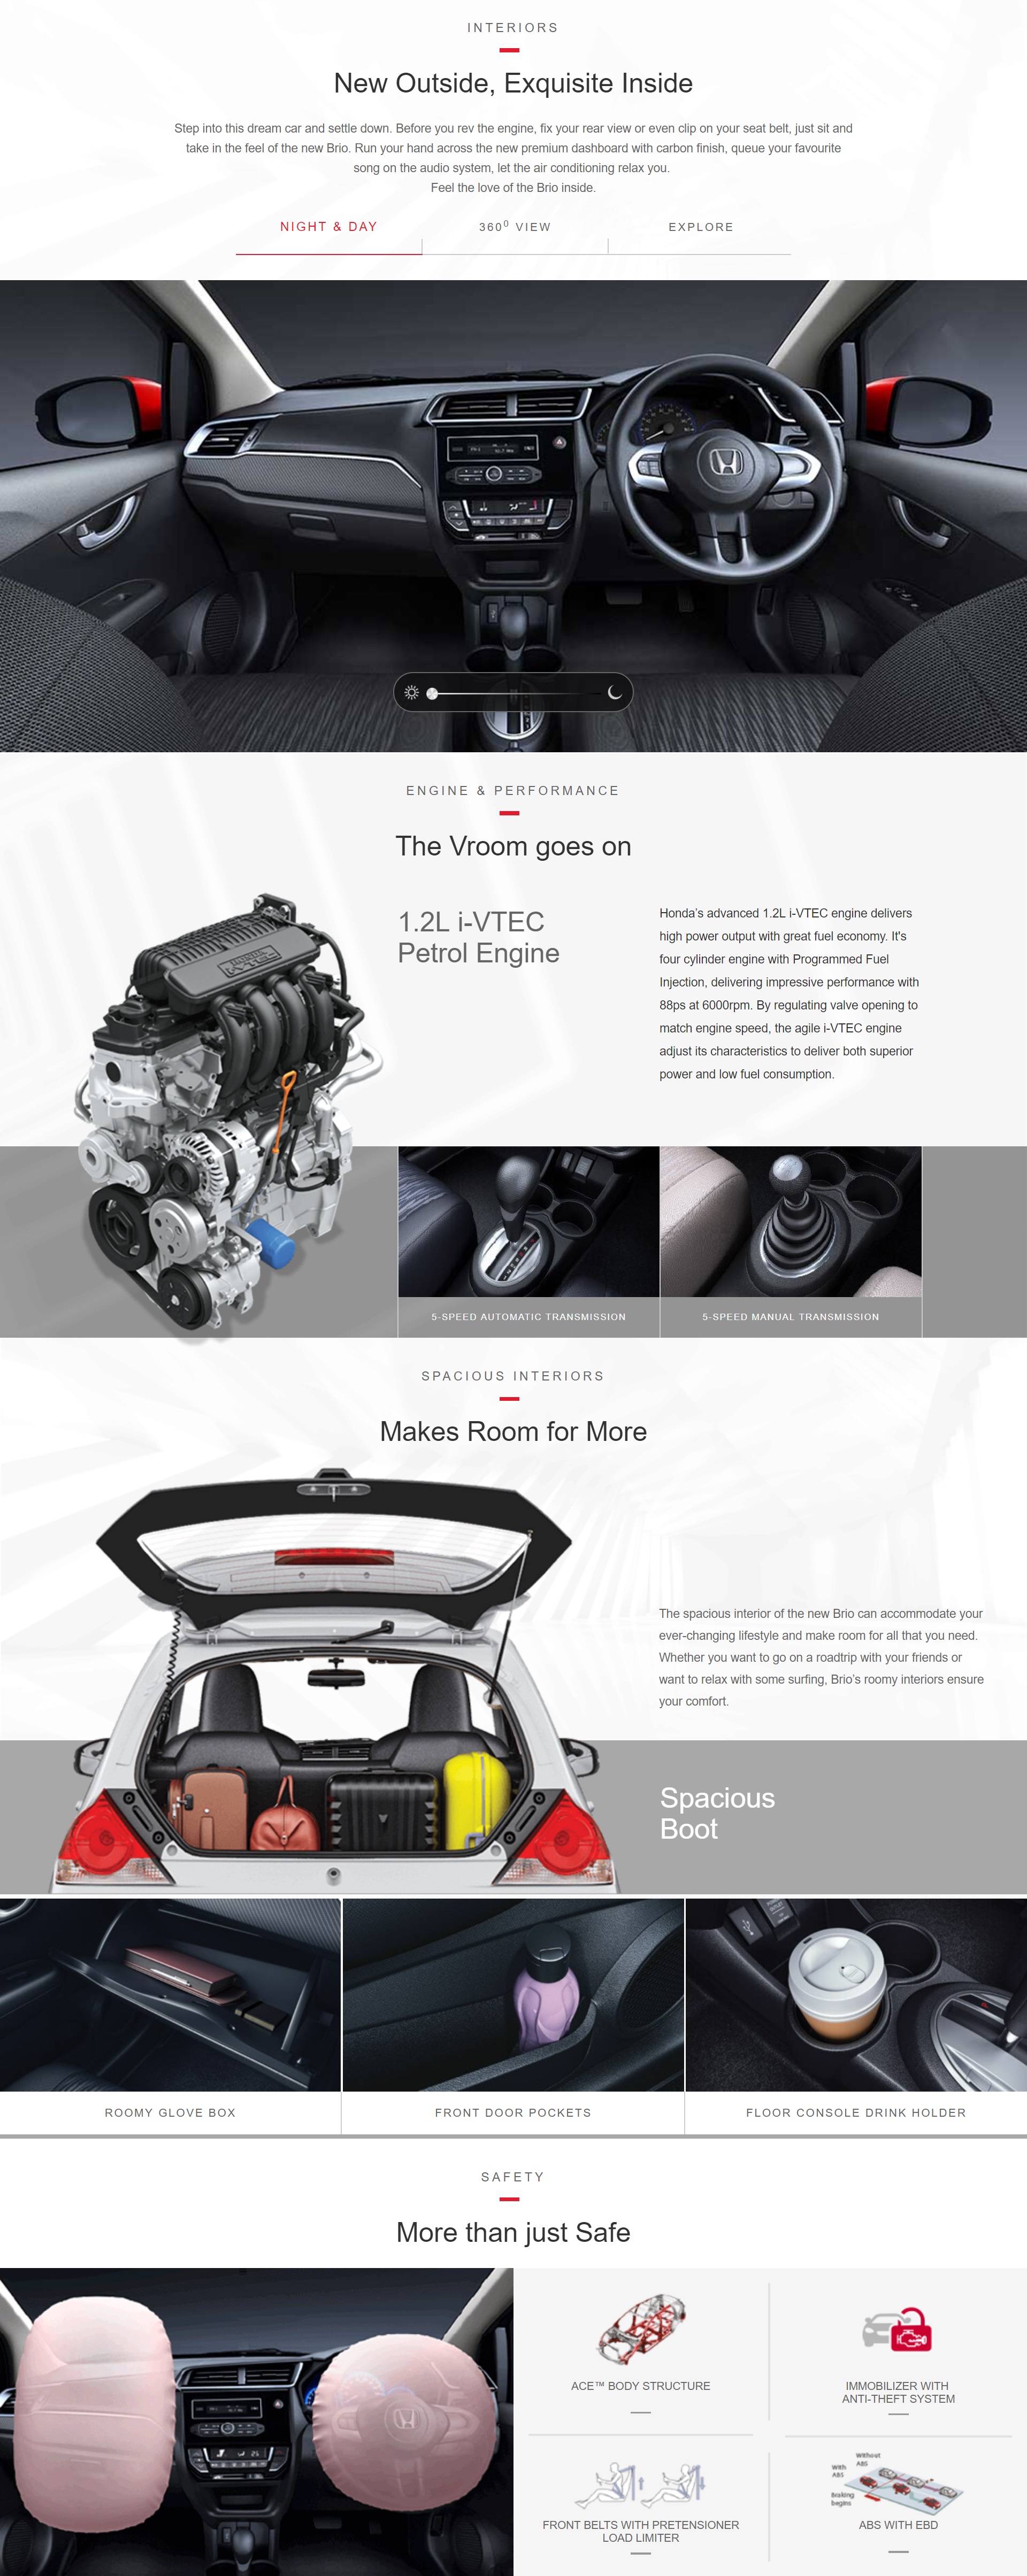 INTERIORS
New Outside, Exquisite Inside
Step into this dream car and settle down. Before you rev the engine, fix your rear view or even clip on your seat belt, just sit and
take in the feel of the new Brio. Run your hand across the new premium dashboard with carbon finish, queue your favourite
song on the audio system, let the air conditioning relax you.
Feel the love of the Brio inside.
NIGHT & DAY
360⁰ VIEW
EXPLORE
ENGINE & PERFORMANCE
The Vroom goes on
1.2L i-VTEC
Petrol Engine
Honda’s advanced 1.2L i-VTEC engine delivers
high power output with great fuel economy. It's
four cylinder engine with Programmed Fuel
Injection, delivering impressive performance with
88ps at 6000rpm. By regulating valve opening to
match engine speed, the agile i-VTEC engine
adjust its characteristics to deliver both superior
power and low fuel consumption.
5-SPEED AUTOMATIC TRANSMISSION
5-SPEED MANUAL TRANSMISSION
SPACIOUS INTERIORS
Makes Room for More
The spacious interior of the new Brio can accommodate your
ever-changing lifestyle and make room for all that you need.
Whether you want to go on a roadtrip with your friends or
want to relax with some surfing, Brio’s roomy interiors ensure
your comfort.
Spacious
Boot
ROOMY GLOVE BOX
FRONT DOOR POCKETS
FLOOR CONSOLE DRINK HOLDER
SAFETY
More than just Safe
ACE™ BODY STRUCTURE
IMMOBILIZER WITH
ANTI-THEFT SYSTEM
Without
ABS
With
ABS
Braking
begins
FRONT BELTS WITH PRETENSIONER
LOAD LIMITER
ABS WITH EBD